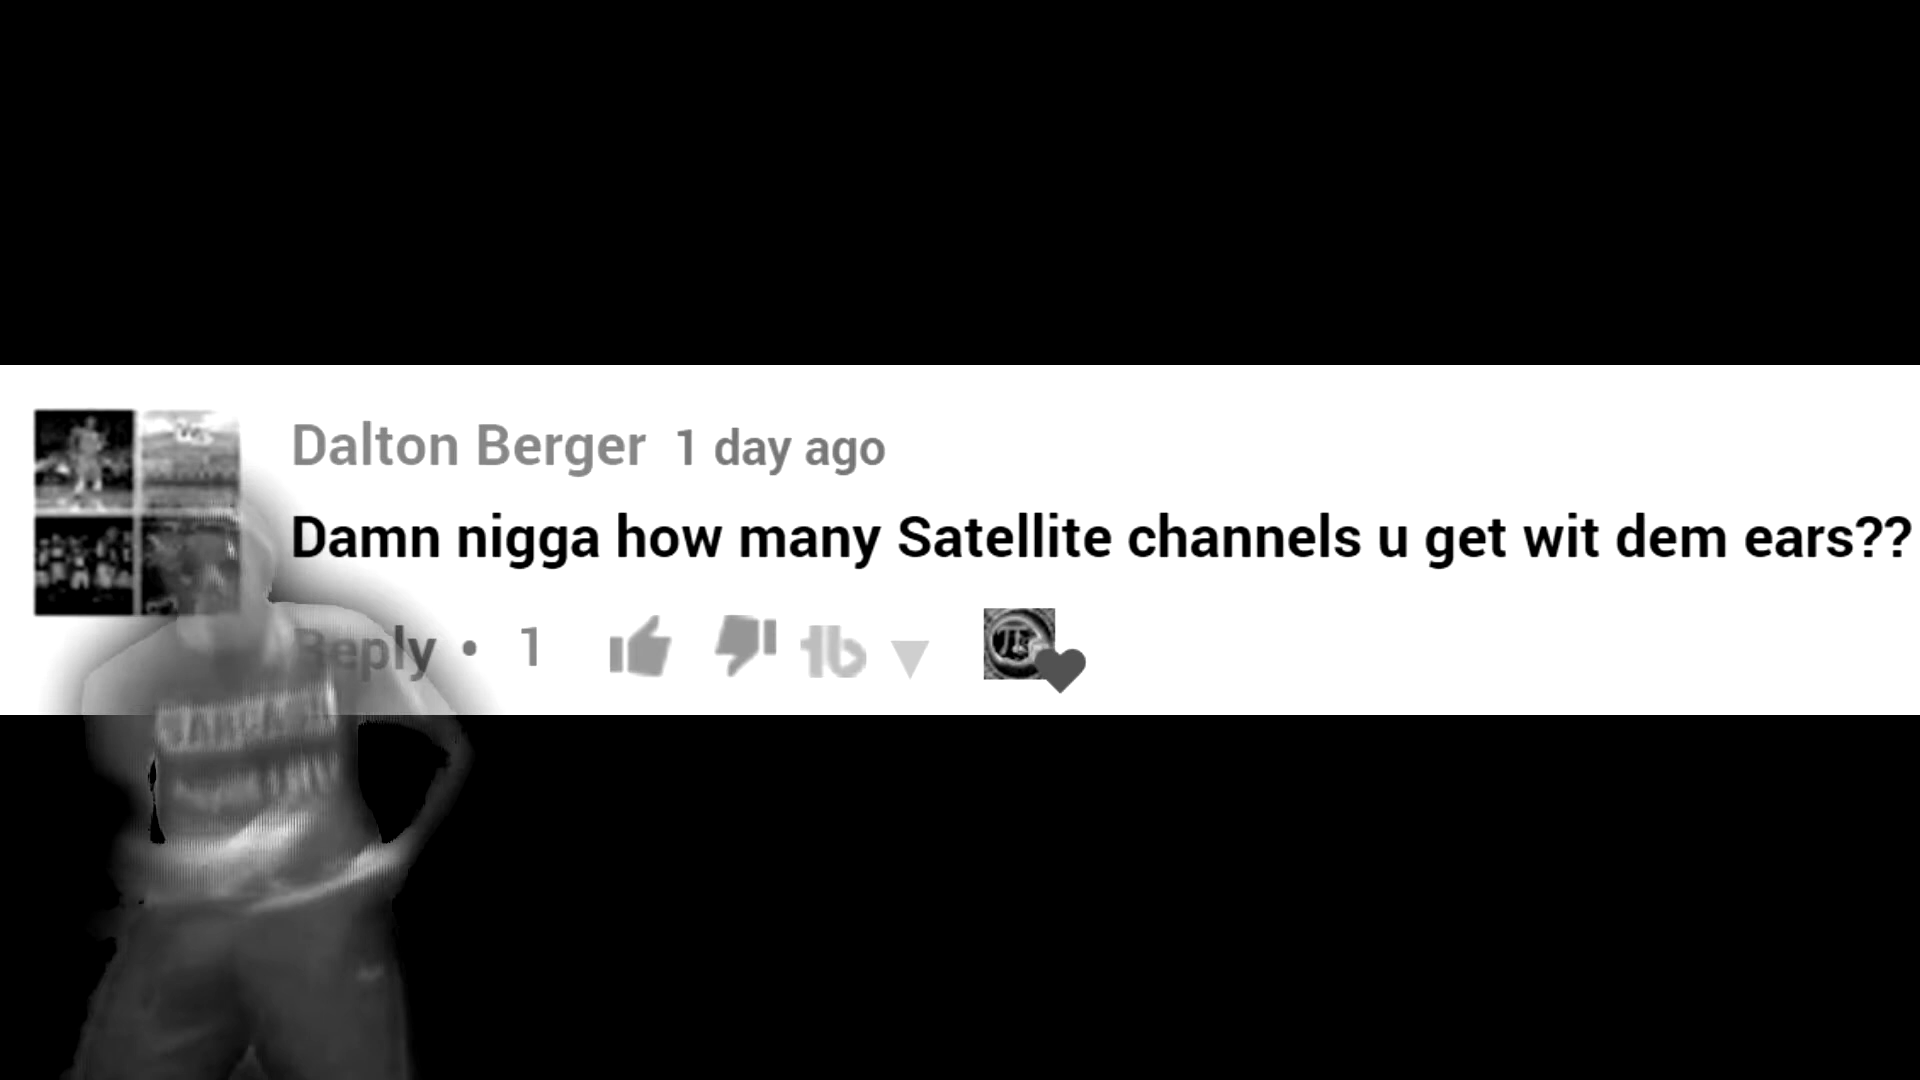 Dalton Berger 1 day ago
Damn nigga how many Satellite channels u get wit dem ears??
Reply • 1